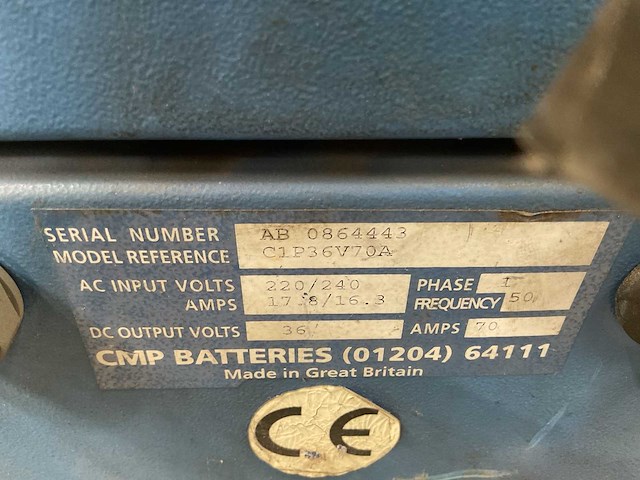 SERIAL NUMBER AB 0864443
MODEL REFERENCE C1P36V70A
AC INPUT VOLTS 220/240 PHASE 1
AMPS 17.8/16.3 FREQUENCY 50
DC OUTPUT VOLTS 36 AMPS 70
CMP BATTERIES (01204) 64111
Made in Great Britain
CE